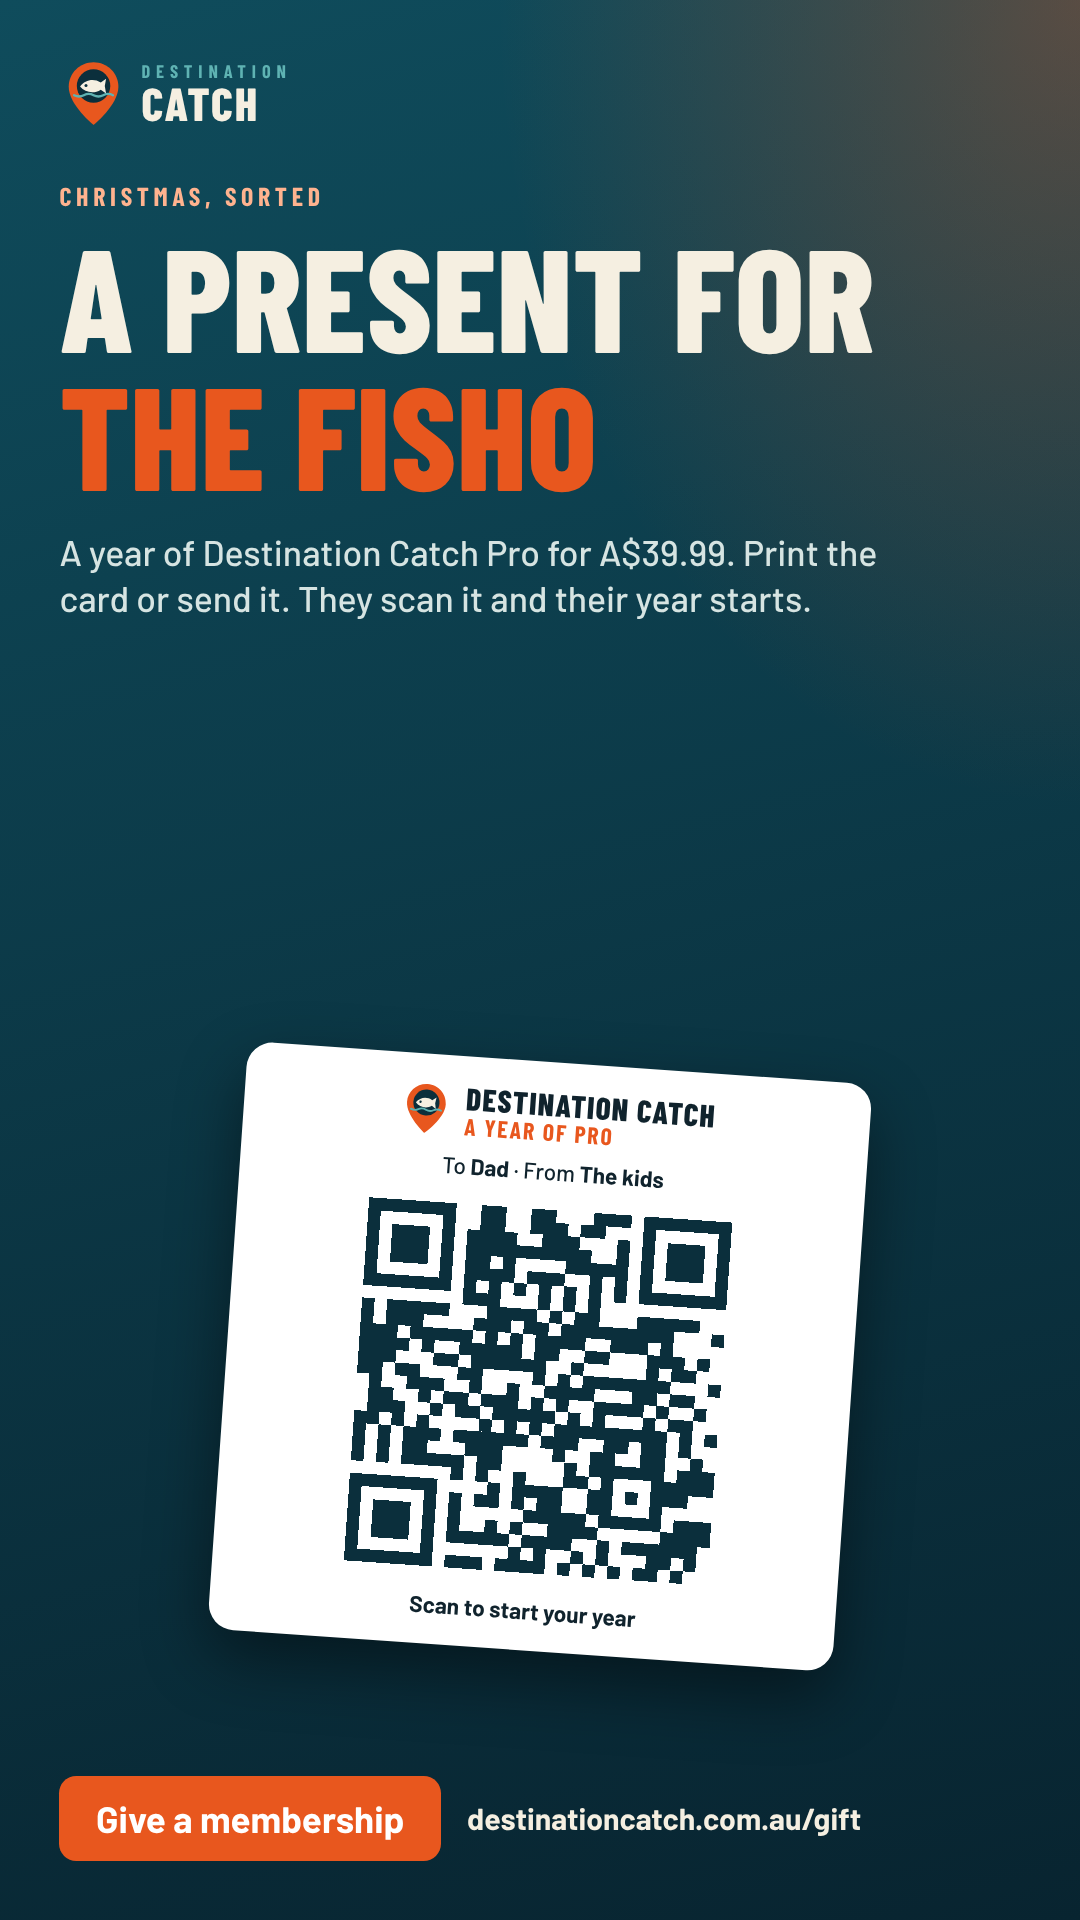 DESTINATION
CATCH
CHRISTMAS, SORTED
A PRESENT FOR
THE FISHO
A year of Destination Catch Pro for A$39.99. Print the
card or send it. They scan it and their year starts.
DESTINATION CATCH
A YEAR OF PRO
To Dad · From The kids
Scan to start your year
Give a membership
destinationcatch.com.au/gift